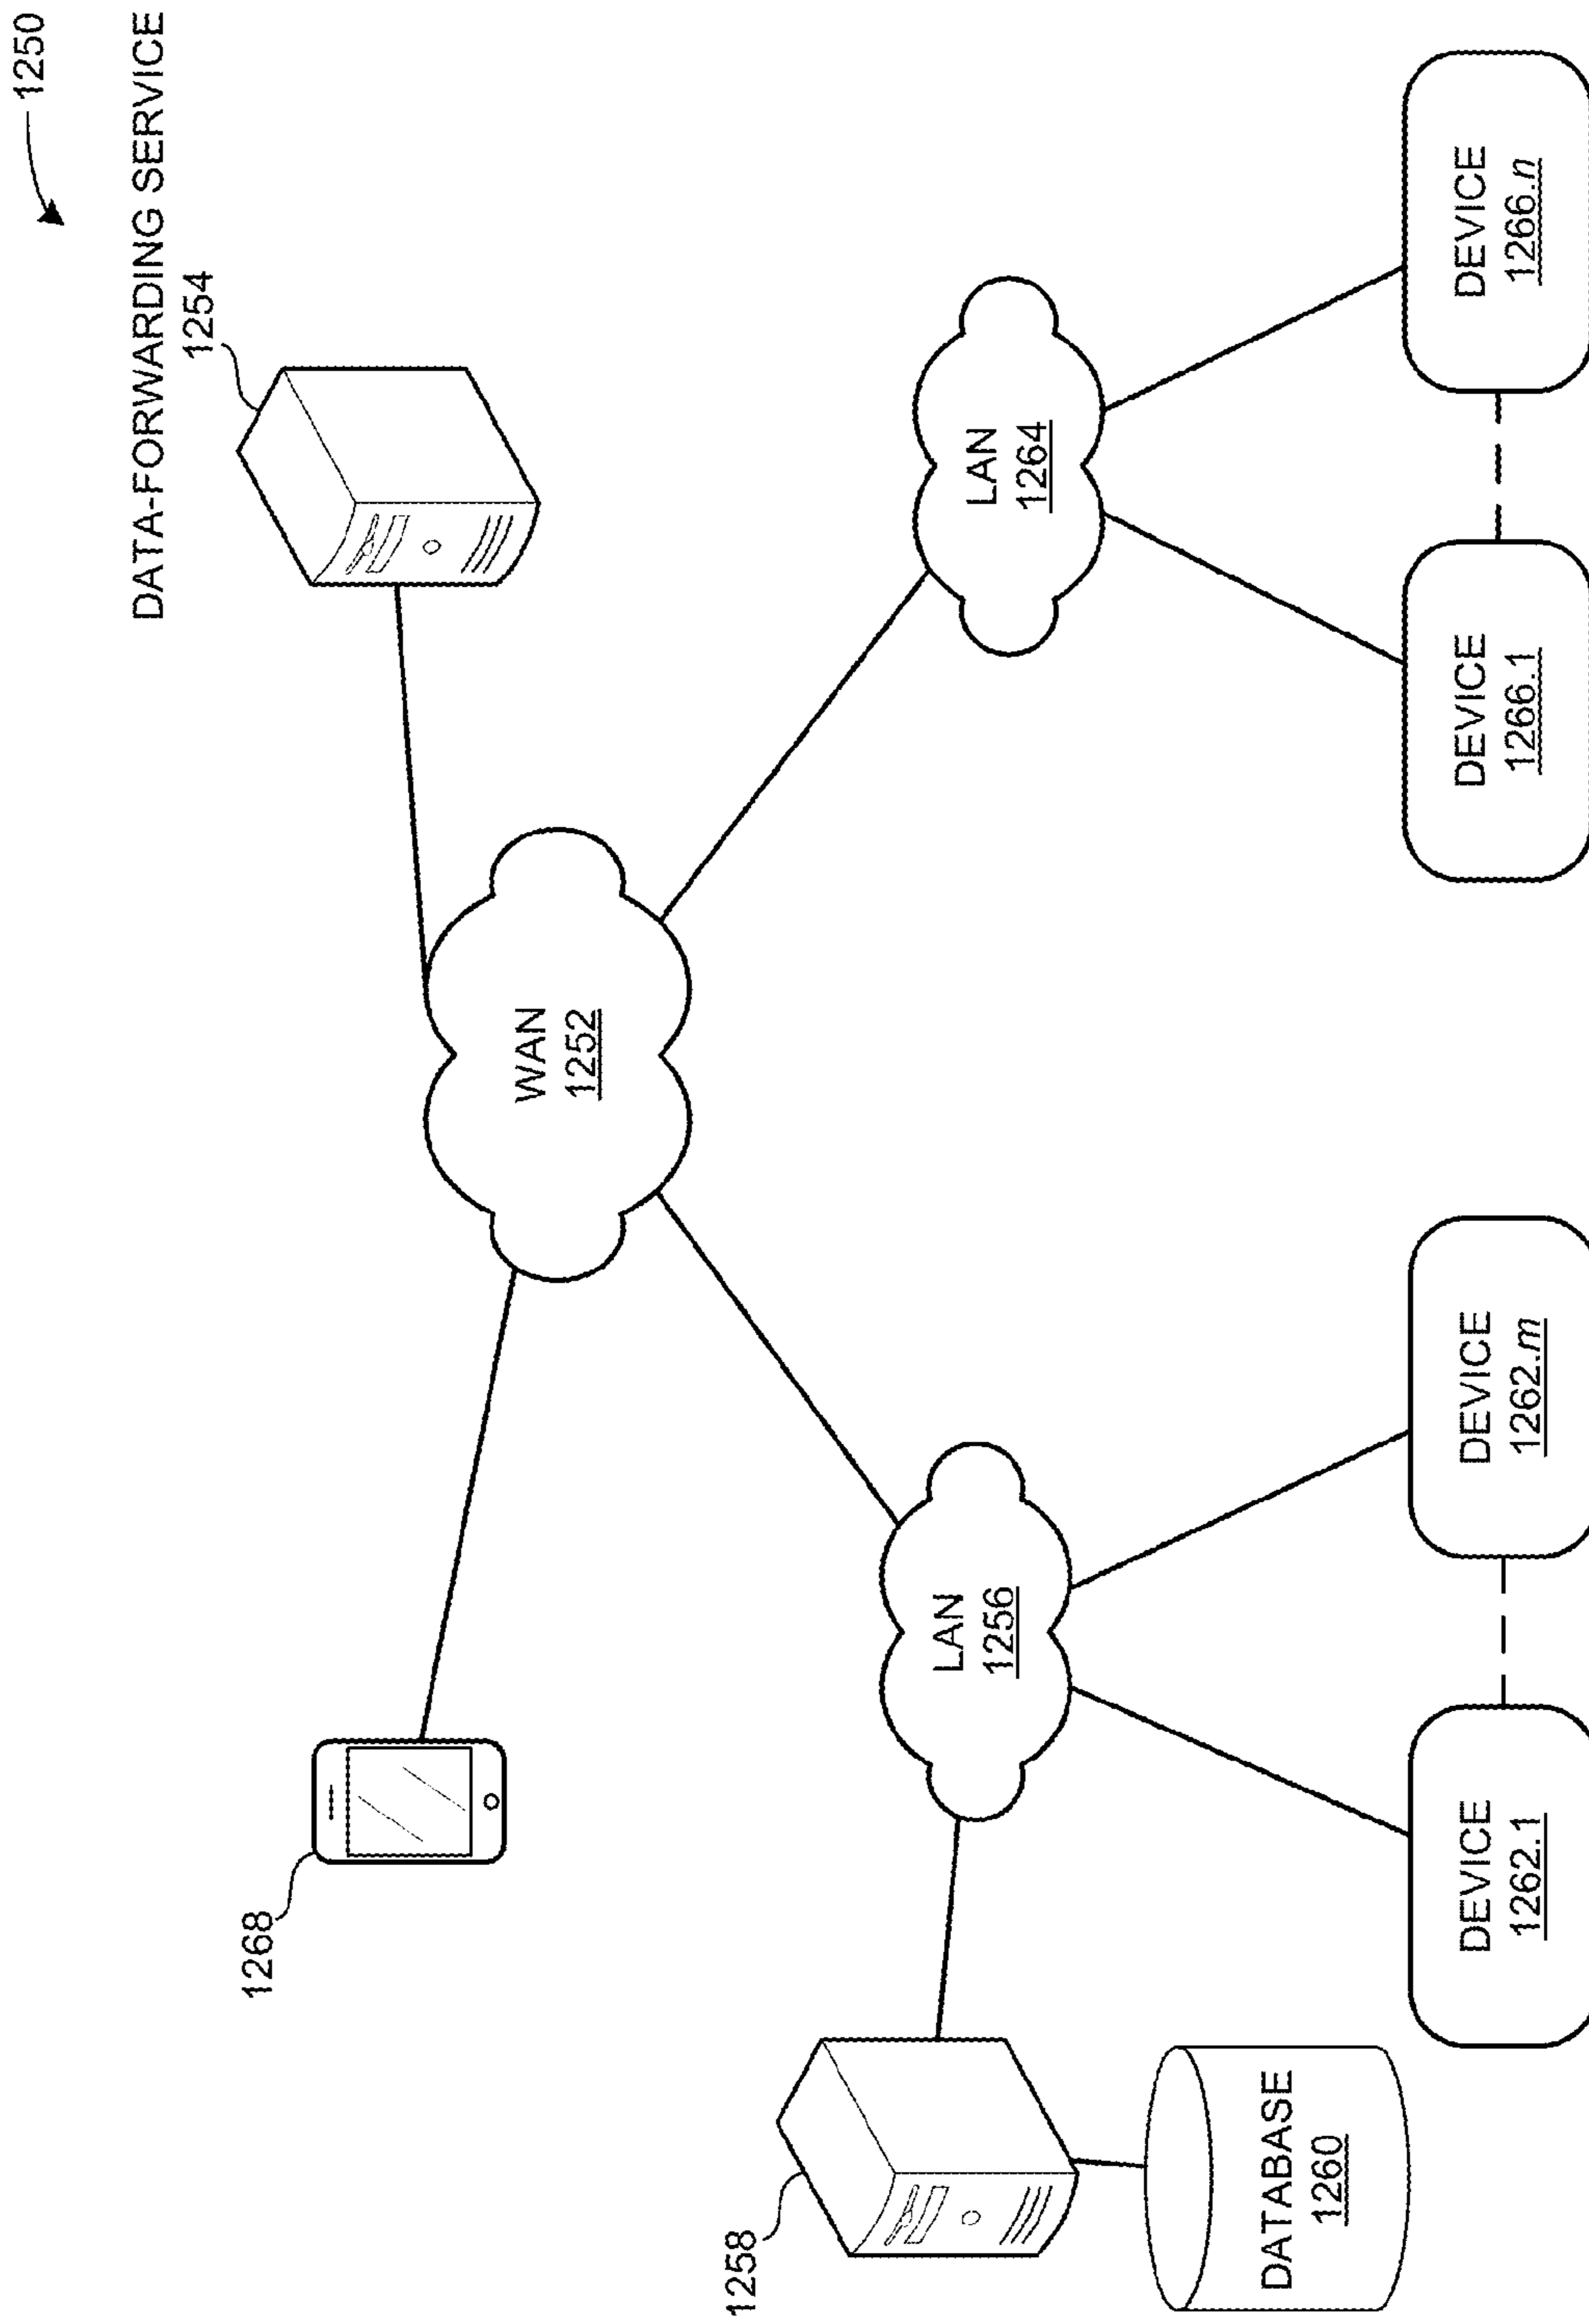 1250
DATA-FORWARDING SERVICE
1254
1268
WAN
1252
LAN
1264
LAN
1256
1258
DATABASE
1260
DEVICE
1262.1
DEVICE
1262.m
DEVICE
1266.1
DEVICE
1266.n